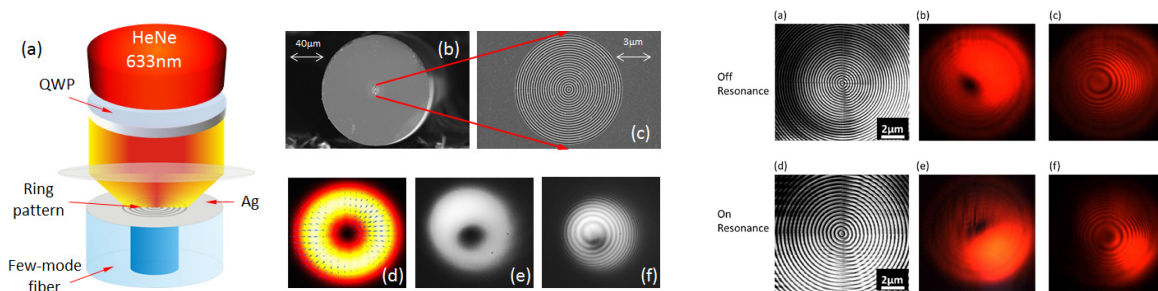 (a)
HeNe
633nm
QWP
Ring
pattern
Ag
Few-mode
fiber
40μm
(b)
3μm
(c)
(d)
(e)
(f)
(a)
(b)
(c)
Off
Resonance
2μm
(d)
(e)
(f)
On
Resonance
2μm